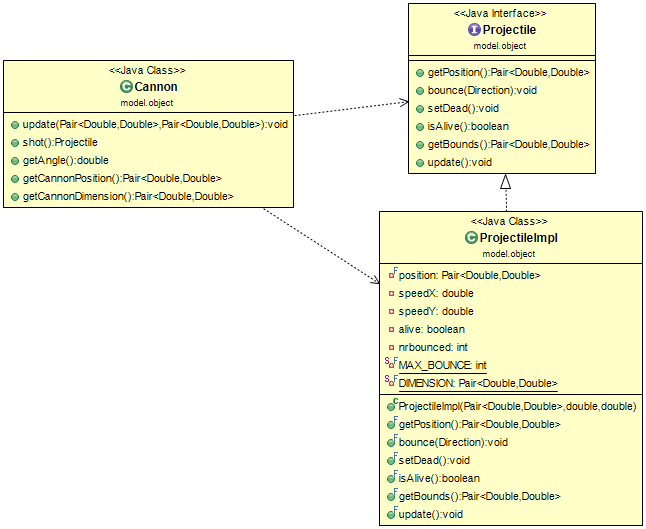 <<Java Interface>>
I Projectile
model.object
getPosition():Pair<Double,Double>
bounce(Direction):void
setDead():void
isAlive():boolean
getBounds():Pair<Double,Double>
update():void
<<Java Class>>
C Cannon
model.object
update(Pair<Double,Double>,Pair<Double,Double>):void
shot():Projectile
getAngle():double
getCannonPosition():Pair<Double,Double>
getCannonDimension():Pair<Double,Double>
<<Java Class>>
C ProjectileImpl
model.object
F position: Pair<Double,Double>
speedX: double
speedY: double
alive: boolean
nrbounced: int
S F MAX_BOUNCE: int
S F DIMENSION: Pair<Double,Double>
C ProjectileImpl(Pair<Double,Double>,double,double)
F getPosition():Pair<Double,Double>
F bounce(Direction):void
F setDead():void
F isAlive():boolean
F getBounds():Pair<Double,Double>
F update():void